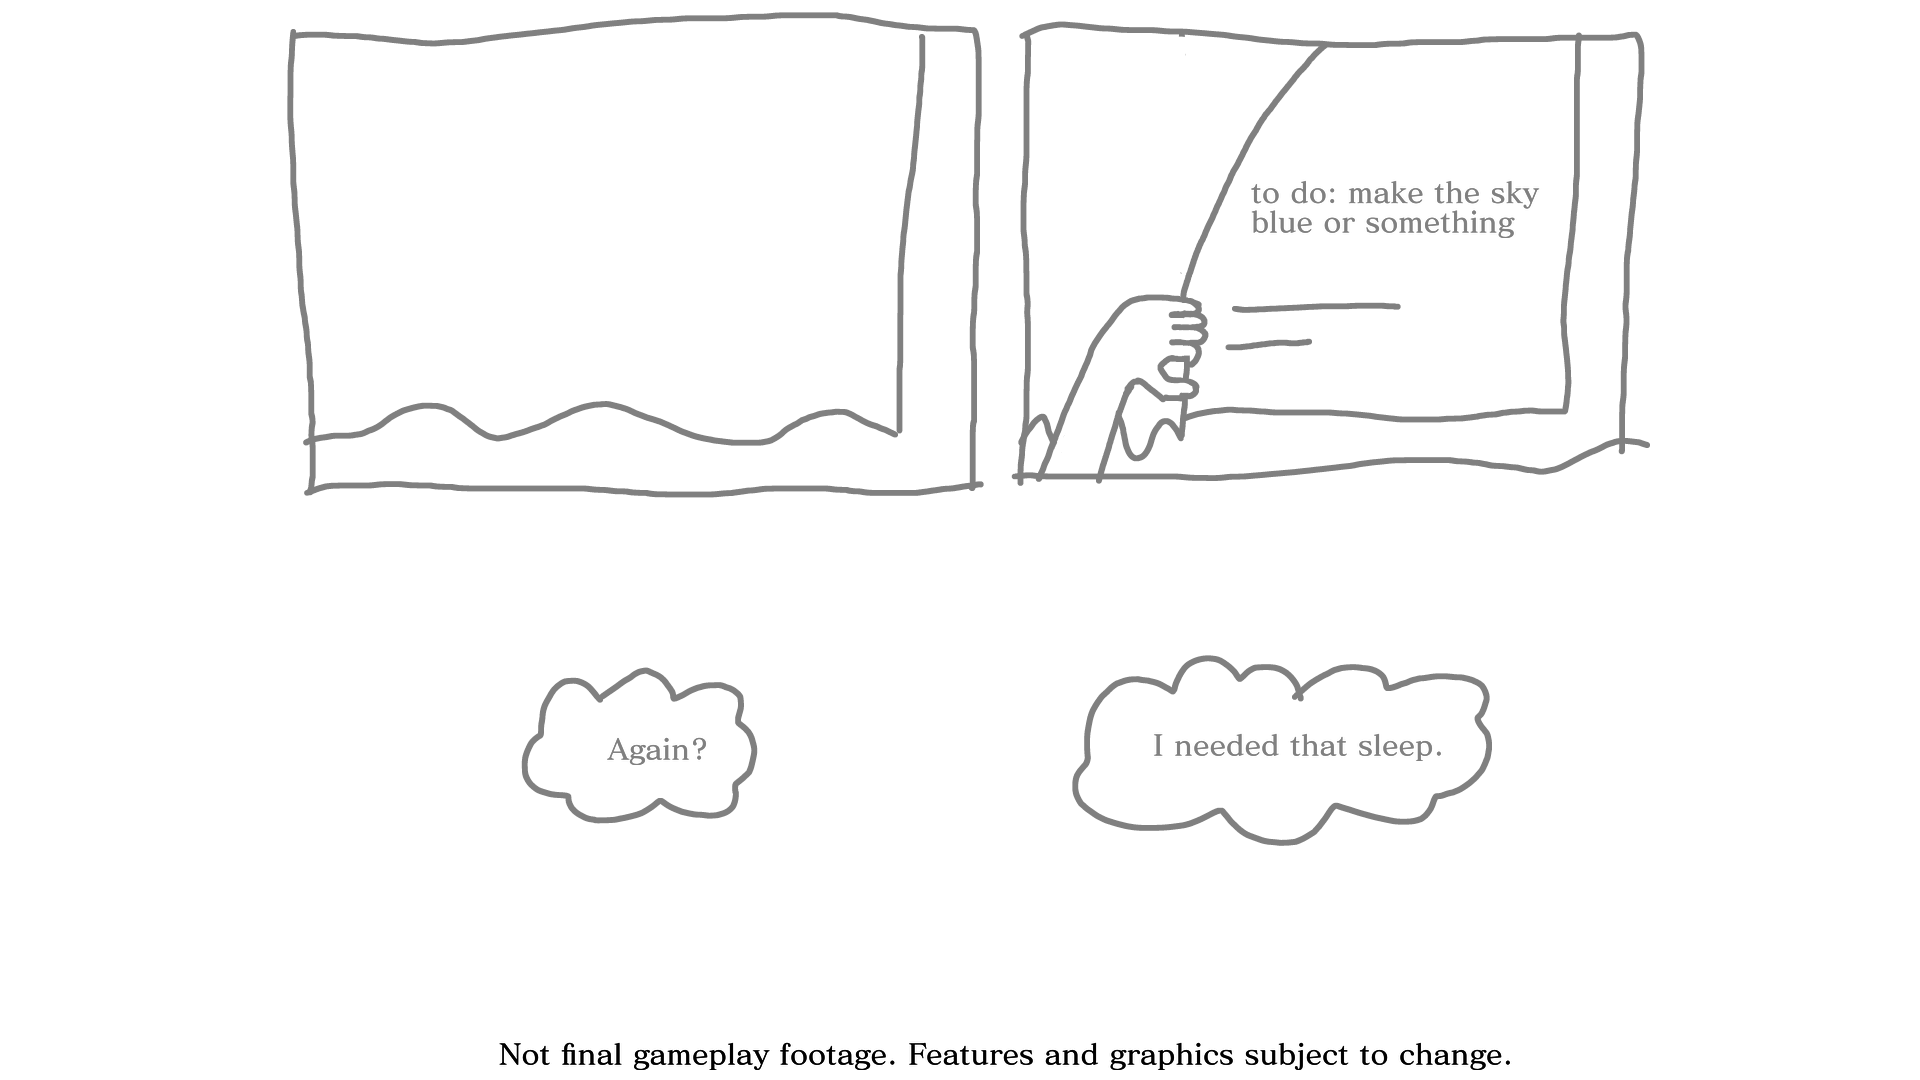 to do: make the sky
blue or something
Again?
I needed that sleep.
Not final gameplay footage. Features and graphics subject to change.